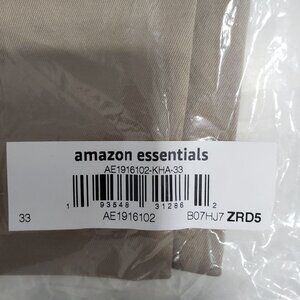 amazon essentials
AE1916102-KHA-33
1 93548 31286 2
33 AE1916102 B07HJ7 ZRD5